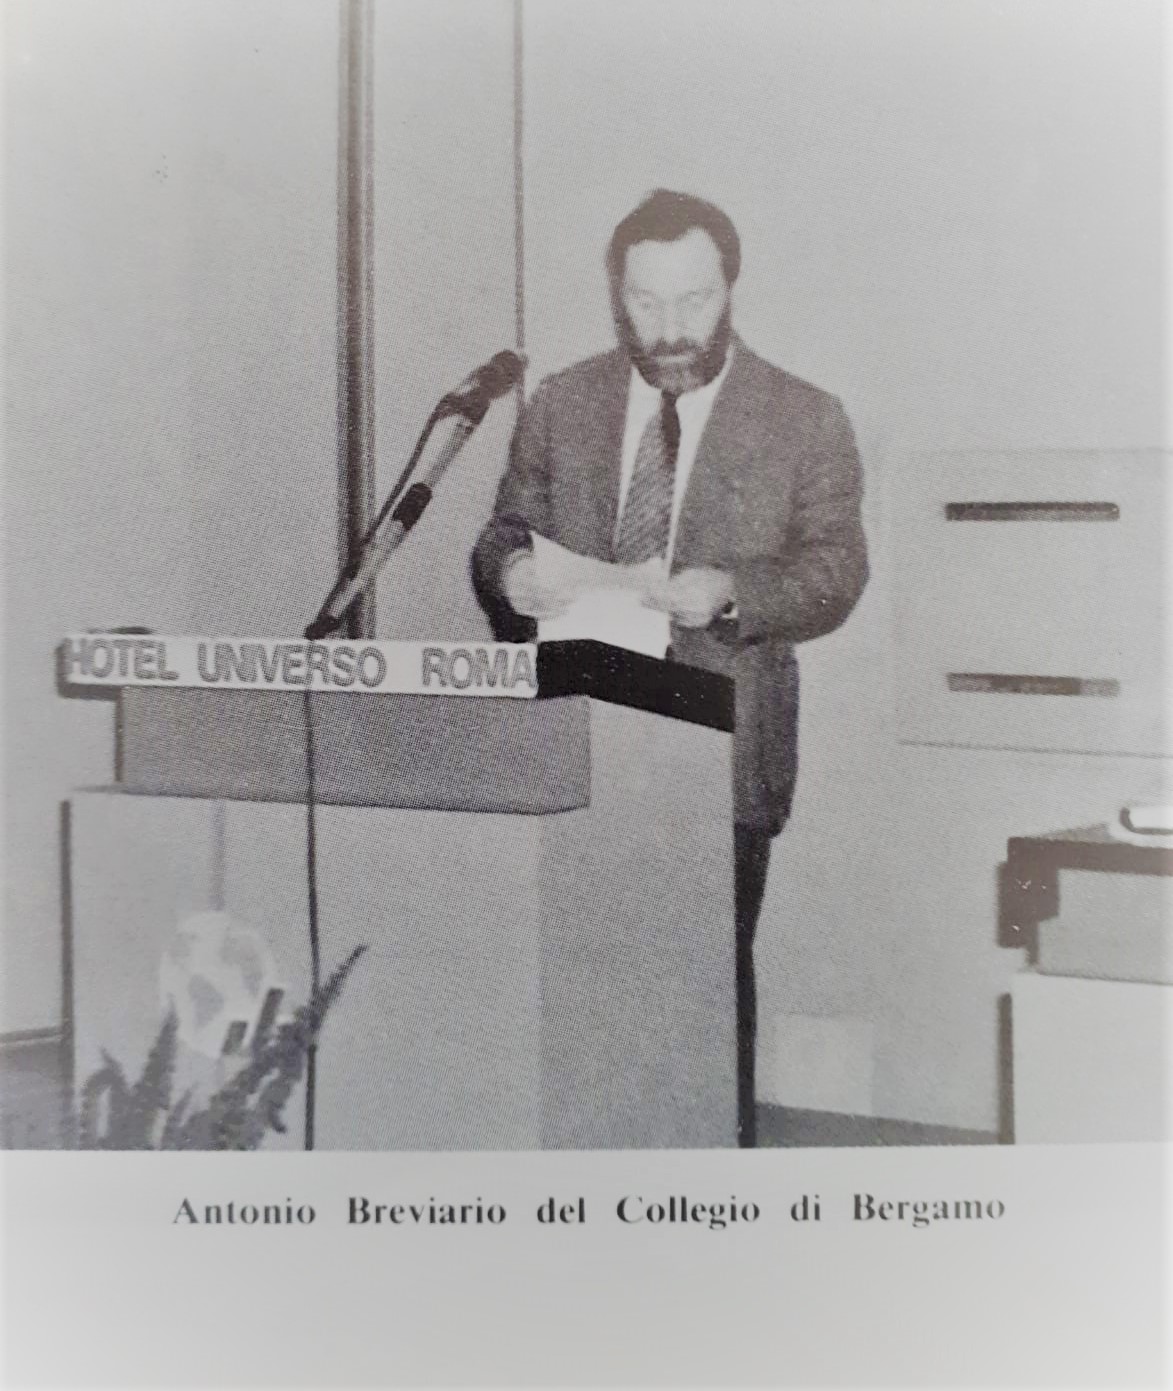 HOTEL UNIVERSO ROMA
Antonio Breviario del Collegio di Bergamo